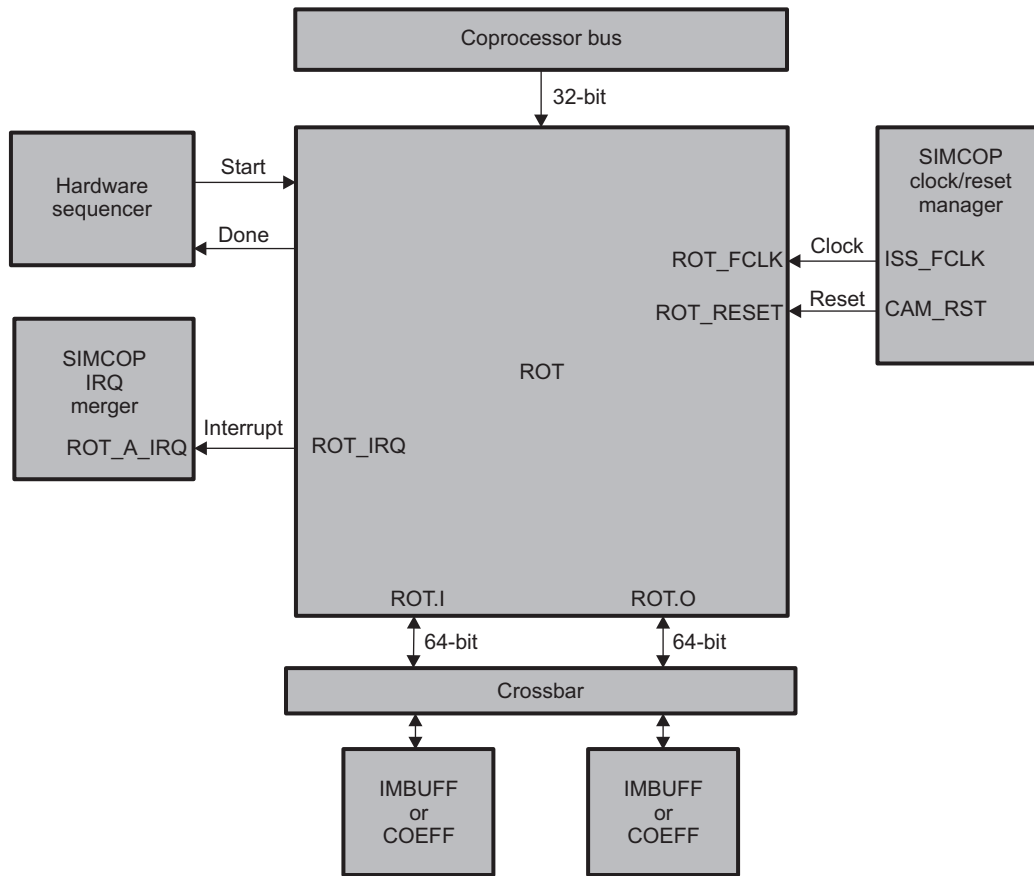 Coprocessor bus
32-bit
Hardware
sequencer
Start
Done
SIMCOP
clock/reset
manager
ISS_FCLK
CAM_RST
Clock
Reset
ROT_FCLK
ROT_RESET
ROT
SIMCOP
IRQ
merger
ROT_A_IRQ
Interrupt
ROT_IRQ
ROT.I
ROT.O
64-bit
64-bit
Crossbar
IMBUFF
or
COEFF
IMBUFF
or
COEFF